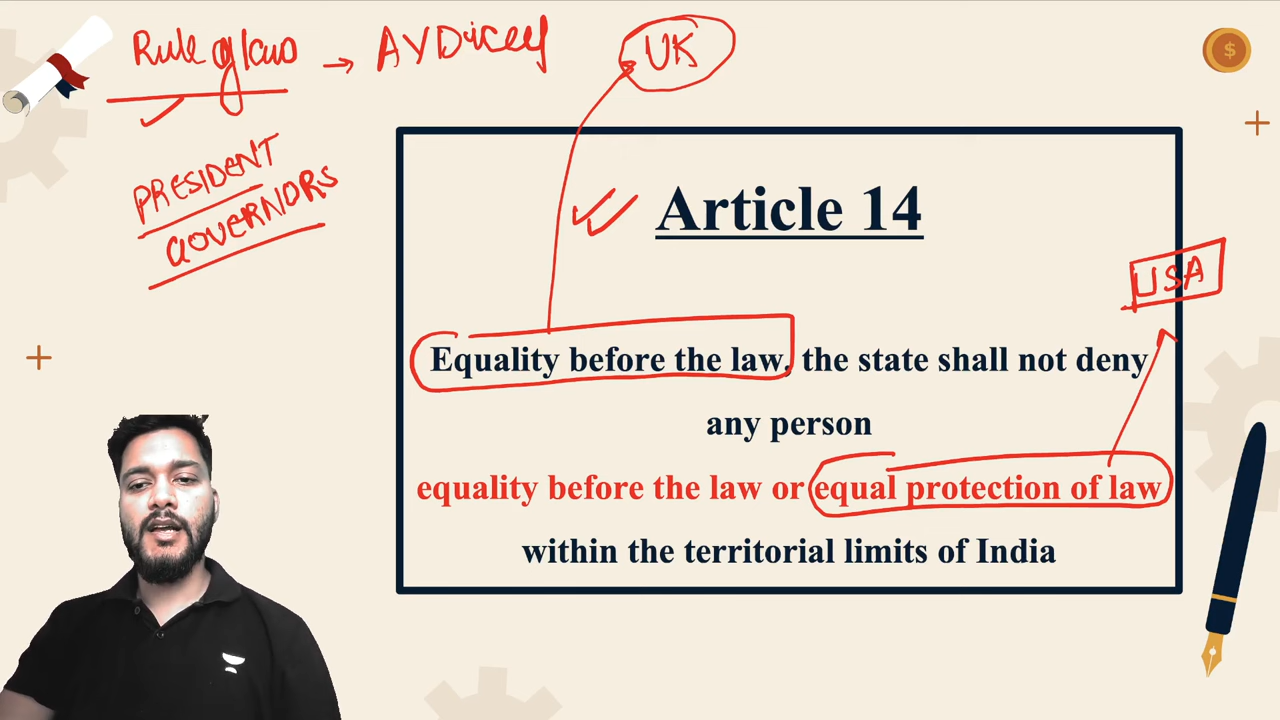 Rule of law → AV Dicey
UK
PRESIDENT
GOVERNORS
Article 14
USA
Equality before the law, the state shall not deny
any person
equality before the law or equal protection of law
within the territorial limits of India
$